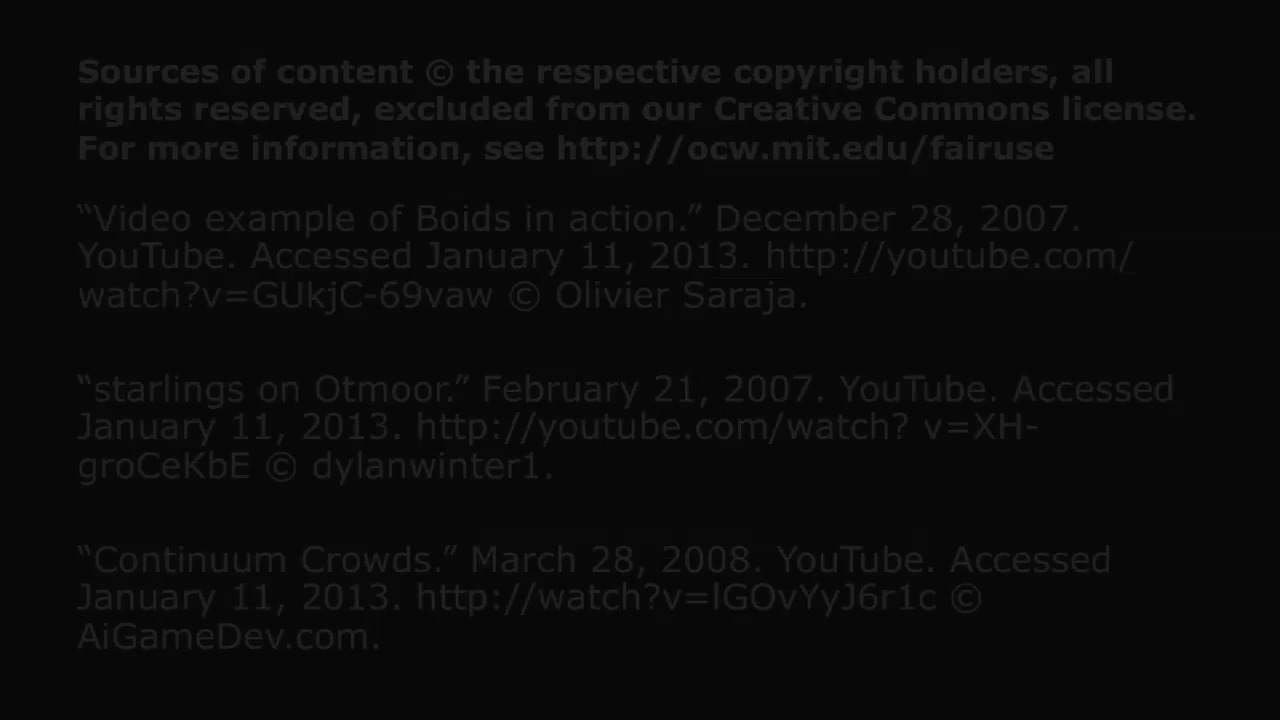 Sources of content © the respective copyright holders, all
rights reserved, excluded from our Creative Commons license.
For more information, see http://ocw.mit.edu/fairuse
“Video example of Boids in action.” December 28, 2007.
YouTube. Accessed January 11, 2013. http://youtube.com/
watch?v=GUkjC-69vaw © Olivier Saraja.
“starlings on Otmoor.” February 21, 2007. YouTube. Accessed
January 11, 2013. http://youtube.com/watch? v=XH-
groCeKbE © dylanwinter1.
“Continuum Crowds.” March 28, 2008. YouTube. Accessed
January 11, 2013. http://watch?v=lGOvYyJ6r1c ©
AiGameDev.com.